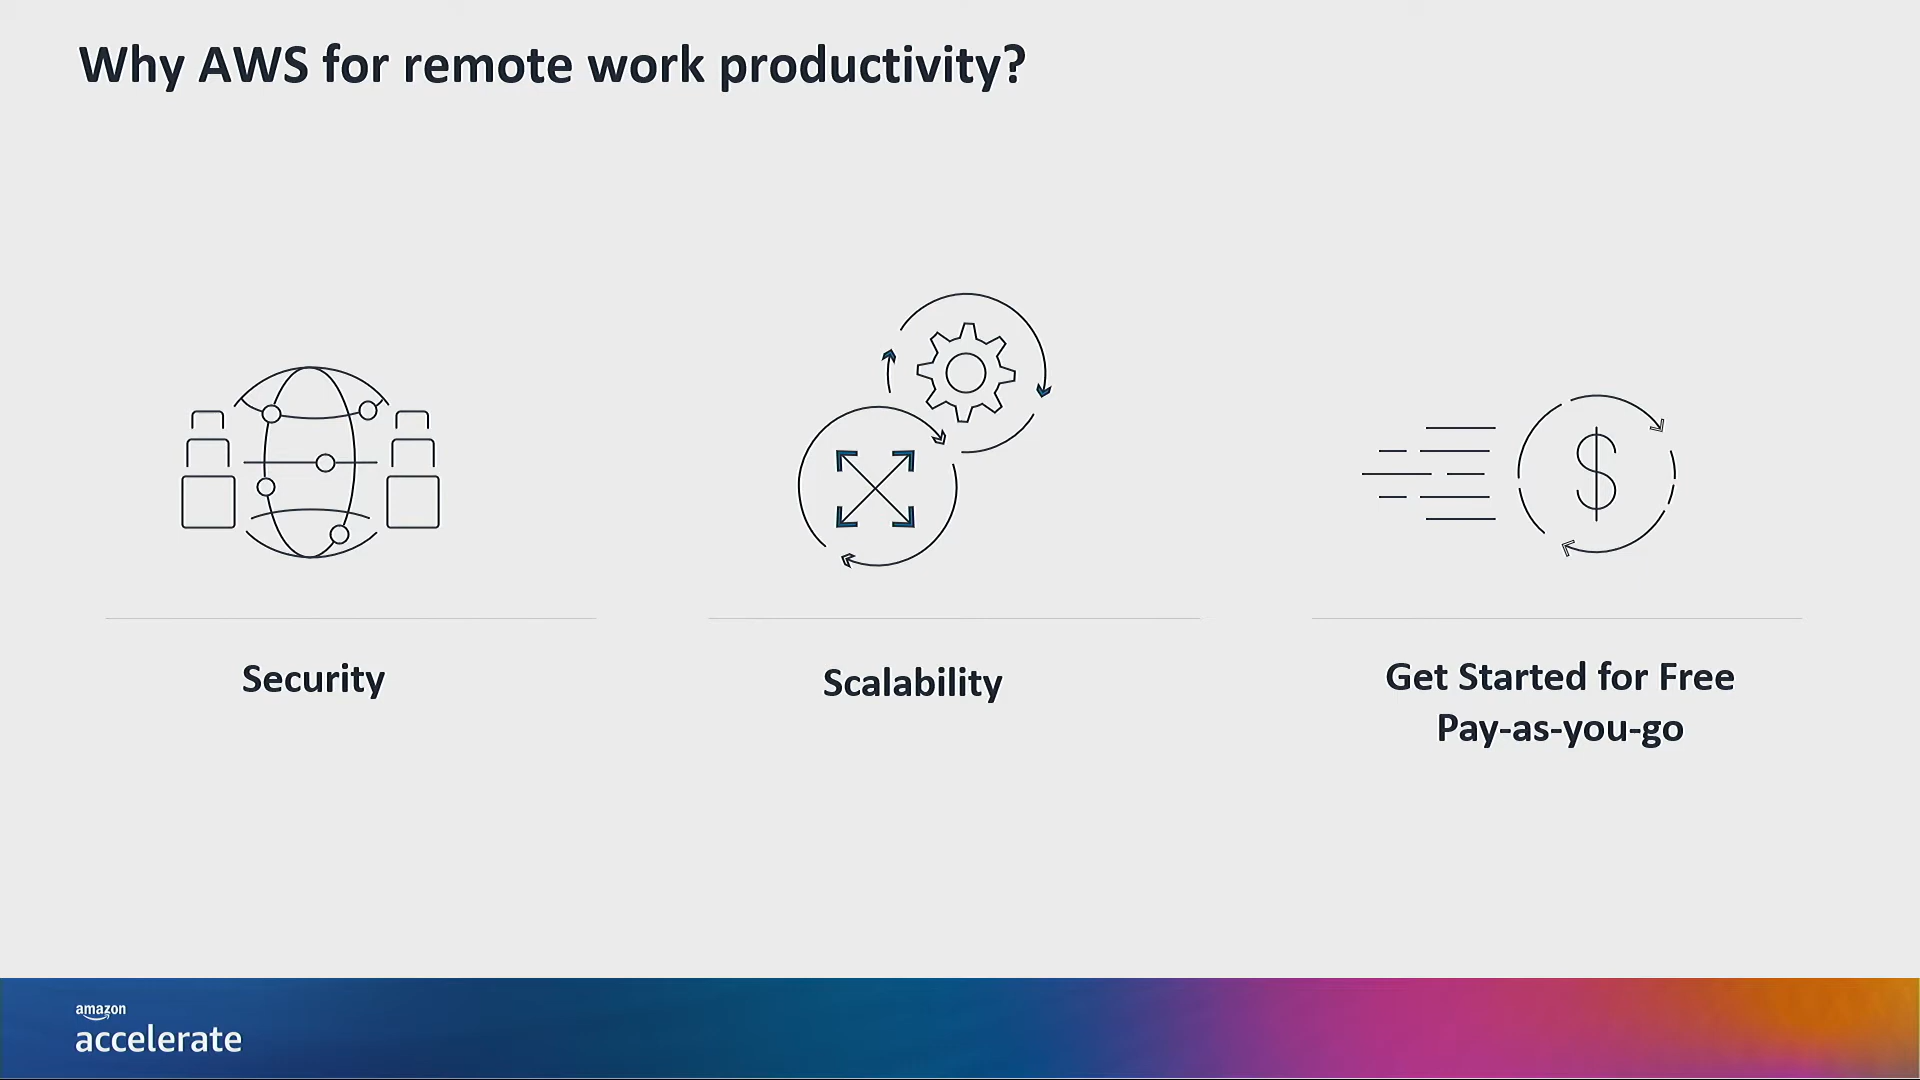 Why AWS for remote work productivity?
Security
Scalability
Get Started for Free
Pay-as-you-go
amazon
accelerate